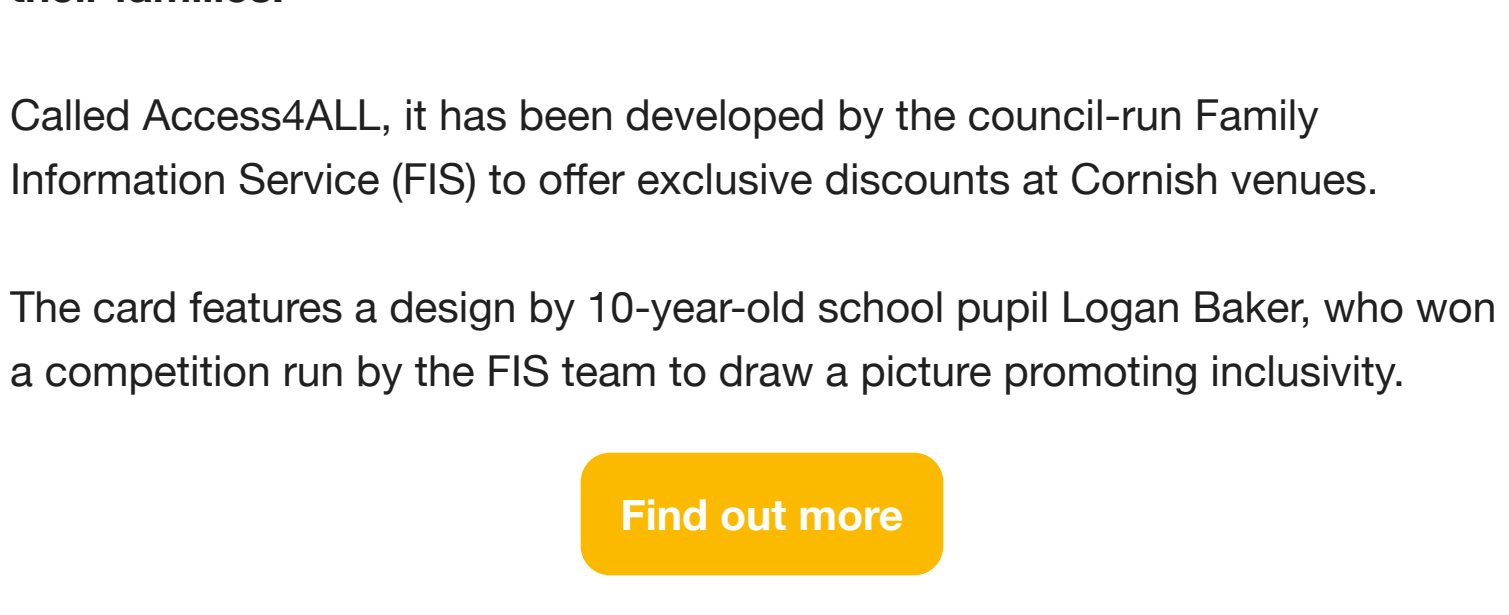 their families.
Called Access4ALL, it has been developed by the council-run Family
Information Service (FIS) to offer exclusive discounts at Cornish venues.
The card features a design by 10-year-old school pupil Logan Baker, who won
a competition run by the FIS team to draw a picture promoting inclusivity.
Find out more